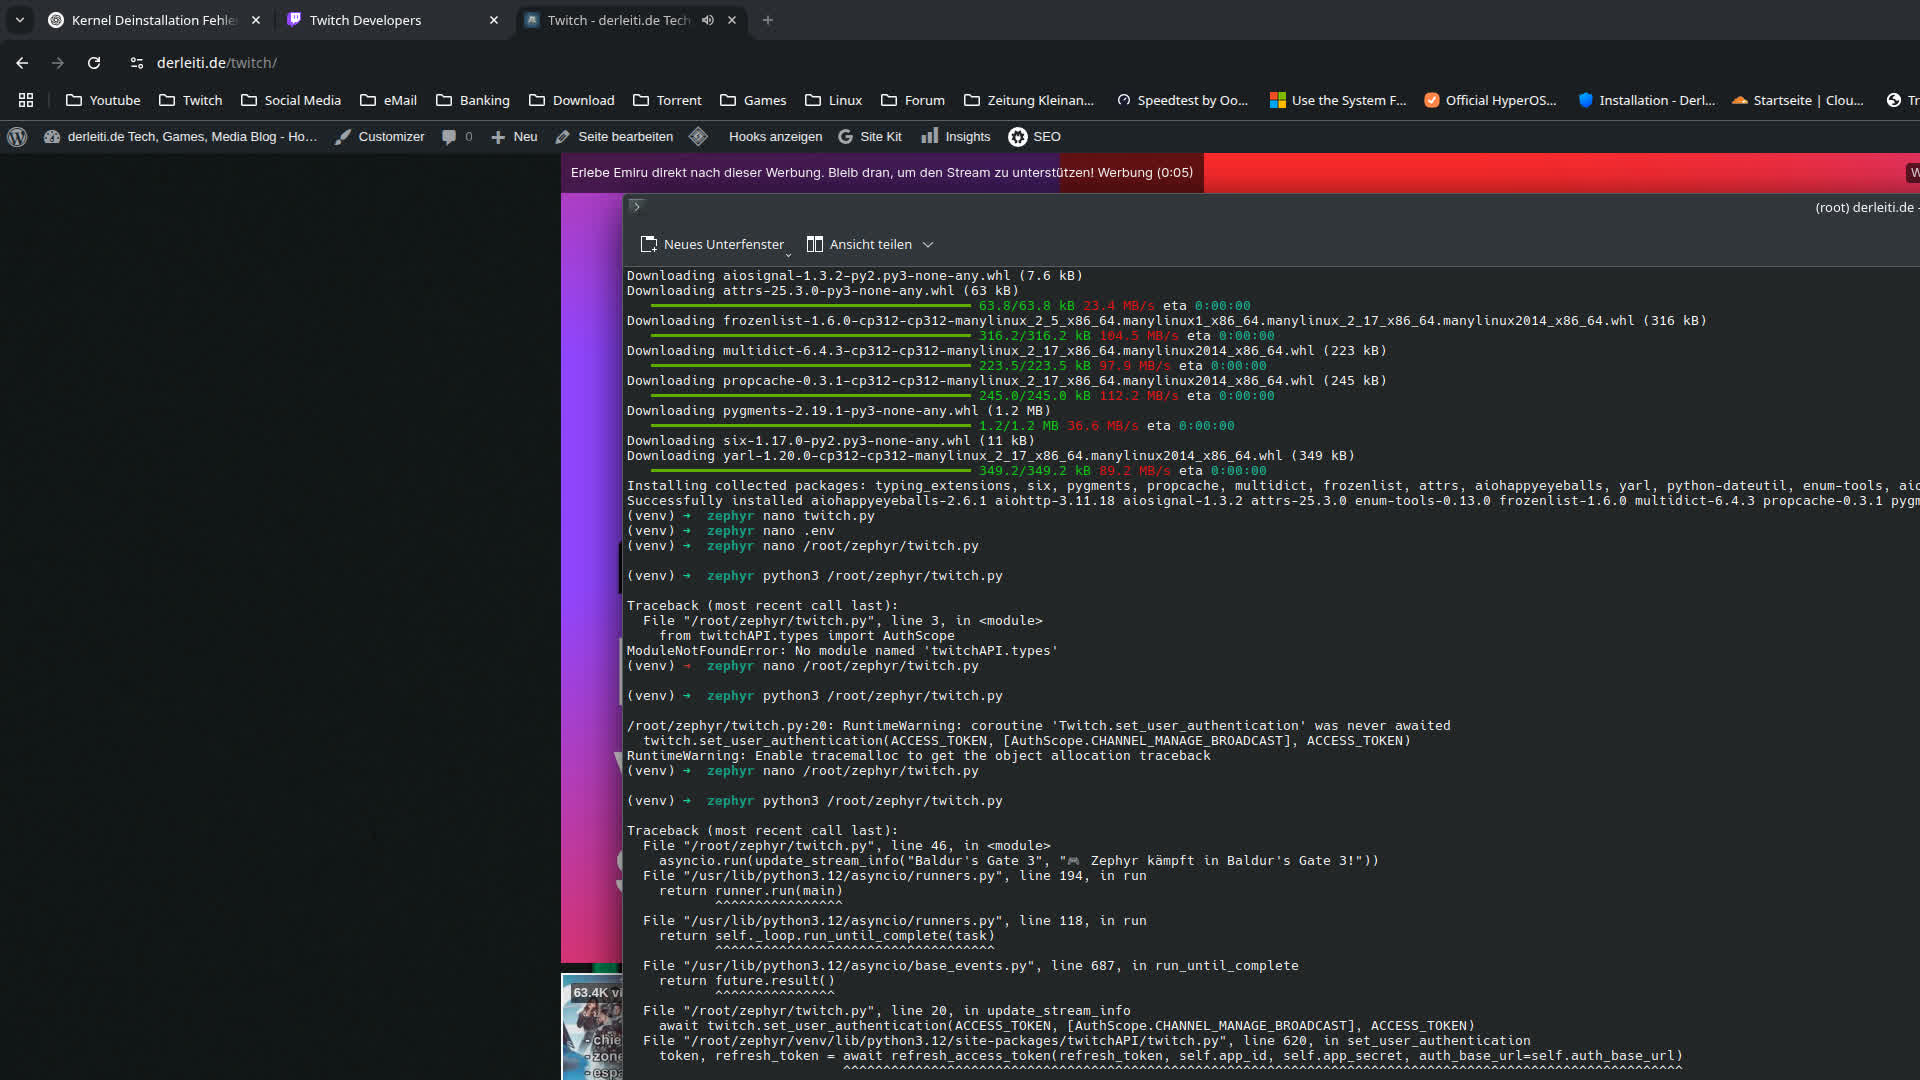 Kernel Deinstallation Fehle
Twitch Developers
Twitch - derleiti.de Tech
derleiti.de/twitch/
Youtube
Twitch
Social Media
eMail
Banking
Download
Torrent
Games
Linux
Forum
Zeitung Kleinan...
Speedtest by Oo...
Use the System F...
Official HyperOS...
Installation - Derl...
Startseite | Clou...
Tr
derleiti.de Tech, Games, Media Blog - Ho...
Customizer
0
Neu
Seite bearbeiten
Hooks anzeigen
Site Kit
Insights
SEO
Erlebe Emiru direkt nach dieser Werbung. Bleib dran, um den Stream zu unterstützen! Werbung (0:05)
W
(root) derleiti.de -
Neues Unterfenster
Ansicht teilen
Downloading aiosignal-1.3.2-py2.py3-none-any.whl (7.6 kB)
Downloading attrs-25.3.0-py3-none-any.whl (63 kB)
63.8/63.8 kB 23.4 MB/s eta 0:00:00
Downloading frozenlist-1.6.0-cp312-cp312-manylinux_2_5_x86_64.manylinux1_x86_64.manylinux_2_17_x86_64.manylinux2014_x86_64.whl (316 kB)
316.2/316.2 kB 104.5 MB/s eta 0:00:00
Downloading multidict-6.4.3-cp312-cp312-manylinux_2_17_x86_64.manylinux2014_x86_64.whl (223 kB)
223.5/223.5 kB 97.9 MB/s eta 0:00:00
Downloading propcache-0.3.1-cp312-cp312-manylinux_2_17_x86_64.manylinux2014_x86_64.whl (245 kB)
245.0/245.0 kB 112.2 MB/s eta 0:00:00
Downloading pygments-2.19.1-py3-none-any.whl (1.2 MB)
1.2/1.2 MB 36.6 MB/s eta 0:00:00
Downloading six-1.17.0-py2.py3-none-any.whl (11 kB)
Downloading yarl-1.20.0-cp312-cp312-manylinux_2_17_x86_64.manylinux2014_x86_64.whl (349 kB)
349.2/349.2 kB 89.2 MB/s eta 0:00:00
Installing collected packages: typing_extensions, six, pygments, propcache, multidict, frozenlist, attrs, aiohappyeyeballs, yarl, python-dateutil, enum-tools, aio
Successfully installed aiohappyeyeballs-2.6.1 aiohttp-3.11.18 aiosignal-1.3.2 attrs-25.3.0 enum-tools-0.13.0 frozenlist-1.6.0 multidict-6.4.3 propcache-0.3.1 pygm
(venv) ➜  zephyr nano twitch.py
(venv) ➜  zephyr nano .env
(venv) ➜  zephyr nano /root/zephyr/twitch.py
(venv) ➜  zephyr python3 /root/zephyr/twitch.py
Traceback (most recent call last):
  File "/root/zephyr/twitch.py", line 3, in <module>
    from twitchAPI.types import AuthScope
ModuleNotFoundError: No module named 'twitchAPI.types'
(venv) ➜  zephyr nano /root/zephyr/twitch.py
(venv) ➜  zephyr python3 /root/zephyr/twitch.py
/root/zephyr/twitch.py:20: RuntimeWarning: coroutine 'Twitch.set_user_authentication' was never awaited
  twitch.set_user_authentication(ACCESS_TOKEN, [AuthScope.CHANNEL_MANAGE_BROADCAST], ACCESS_TOKEN)
RuntimeWarning: Enable tracemalloc to get the object allocation traceback
(venv) ➜  zephyr nano /root/zephyr/twitch.py
(venv) ➜  zephyr python3 /root/zephyr/twitch.py
Traceback (most recent call last):
  File "/root/zephyr/twitch.py", line 46, in <module>
    asyncio.run(update_stream_info("Baldur's Gate 3", "🎮 Zephyr kämpft in Baldur's Gate 3!"))
  File "/usr/lib/python3.12/asyncio/runners.py", line 194, in run
    return runner.run(main)
           ^^^^^^^^^^^^^^^^
  File "/usr/lib/python3.12/asyncio/runners.py", line 118, in run
    return self._loop.run_until_complete(task)
           ^^^^^^^^^^^^^^^^^^^^^^^^^^^^^^^^^^^
  File "/usr/lib/python3.12/asyncio/base_events.py", line 687, in run_until_complete
    return future.result()
           ^^^^^^^^^^^^^^^
  File "/root/zephyr/twitch.py", line 20, in update_stream_info
    await twitch.set_user_authentication(ACCESS_TOKEN, [AuthScope.CHANNEL_MANAGE_BROADCAST], ACCESS_TOKEN)
  File "/root/zephyr/venv/lib/python3.12/site-packages/twitchAPI/twitch.py", line 620, in set_user_authentication
    token, refresh_token = await refresh_access_token(refresh_token, self.app_id, self.app_secret, auth_base_url=self.auth_base_url)
                           ^^^^^^^^^^^^^^^^^^^^^^^^^^^^^^^^^^^^^^^^^^^^^^^^^^^^^^^^^^^^^^^^^^^^^^^^^^^^^^^^^^^^^^^^^
63.4K vi
- chie
- zone
- espa